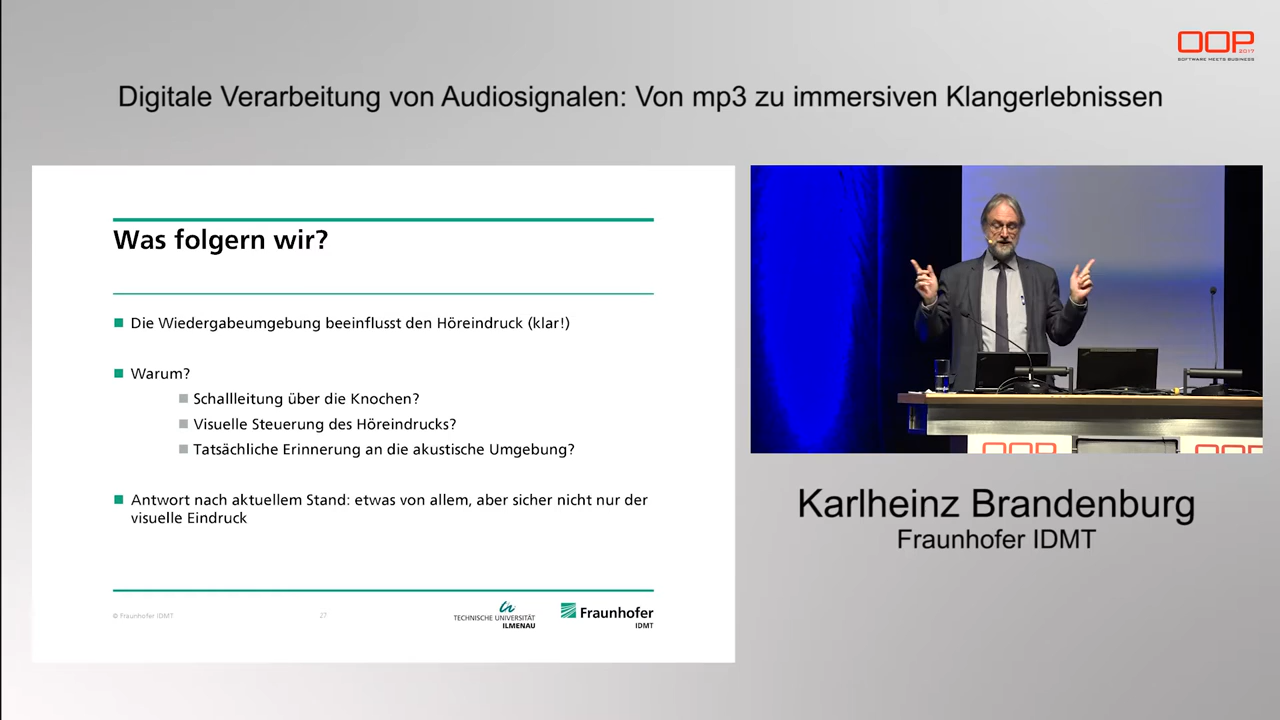 OOP
2017
SOFTWARE MEETS BUSINESS
Digitale Verarbeitung von Audiosignalen: Von mp3 zu immersiven Klangerlebnissen
Was folgern wir?
Die Wiedergabeumgebung beeinflusst den Höreindruck (klar!)
Warum?
Schallleitung über die Knochen?
Visuelle Steuerung des Höreindrucks?
Tatsächliche Erinnerung an die akustische Umgebung?
Antwort nach aktuellem Stand: etwas von allem, aber sicher nicht nur der
visuelle Eindruck
© Fraunhofer IDMT
27
TECHNISCHE UNIVERSITÄT
ILMENAU
Fraunhofer
IDMT
OOP
OOP
Karlheinz Brandenburg
Fraunhofer IDMT